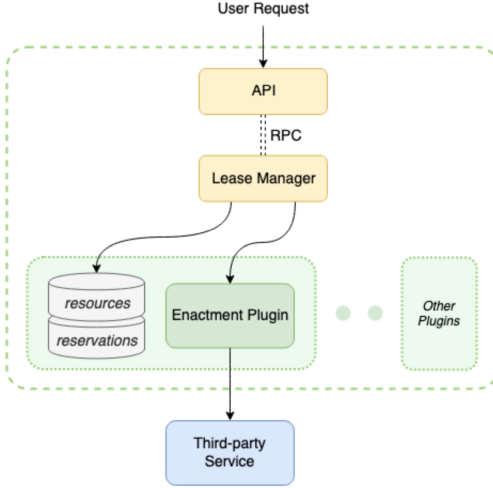 User Request
API
RPC
Lease Manager
resources
reservations
Enactment Plugin
Other
Plugins
Third-party
Service